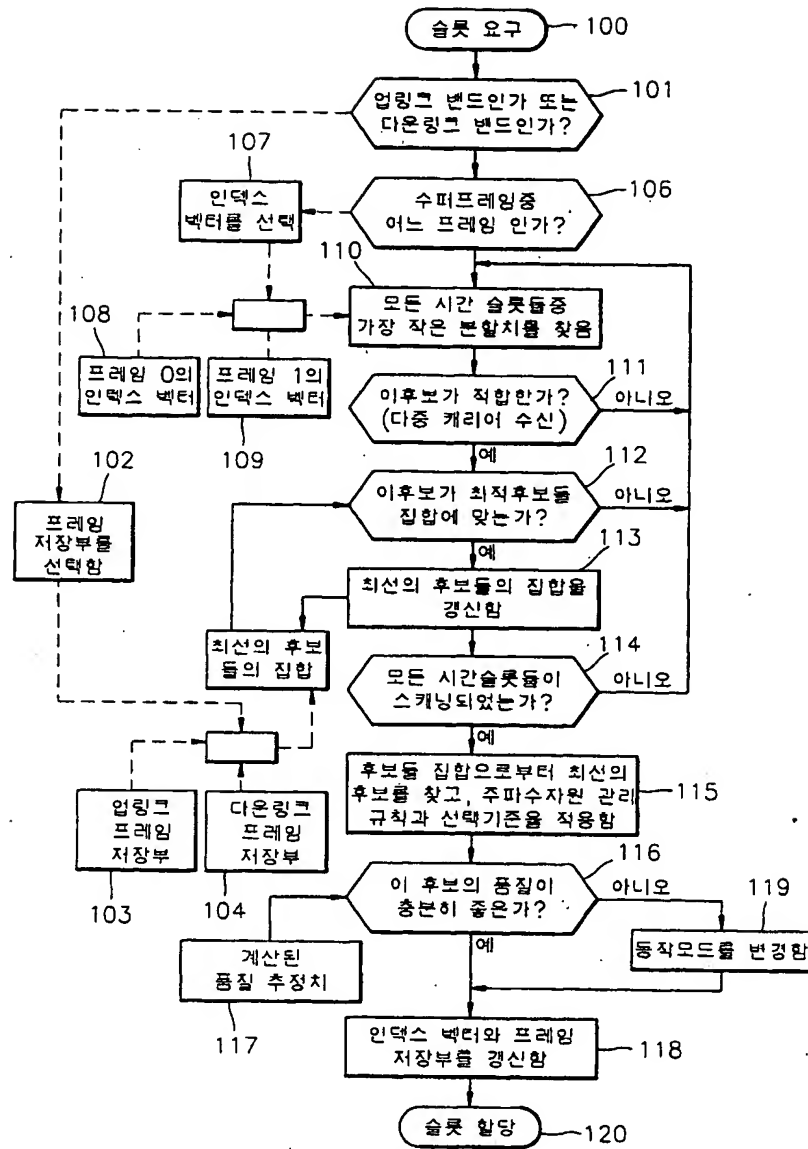 슬롯 요구
100
업링크 밴드인가 또는
다운링크 밴드인가?
101
107
인덱스
벡터를 선택
수퍼프레임중
어느 프레임 인가?
106
110
모든 시간 슬롯들중
가장 작은 본할치를 찾음
108
프레임 0의
인덱스 벡터
프레임 1의
인덱스 벡터
109
이후보가 적합한가?
(다중 캐리어 수신)
111
아니오
예
102
프레임
저장부를
선택함
이후보가 최적후보들
집합에 맞는가?
112
아니오
예
113
최선의 후보들의 집합을
갱신함
최선의 후보
들의 집합
114
모든 시간슬롯들이
스캐닝되었는가?
아니오
예
업링크
프레임
저장부
103
다운링크
프레임
저장부
104
후보들 집합으로부터 최선의
후보를 찾고, 주파수자원 관리
규칙과 선택기준을 적용함
115
116
이 후보의 품질이
충분히 좋은가?
아니오
119
예
동작모드를 변경함
계산된
품질 추정치
117
인덱스 벡터와 프레임
저장부를 갱신함
118
슬롯 할당
120